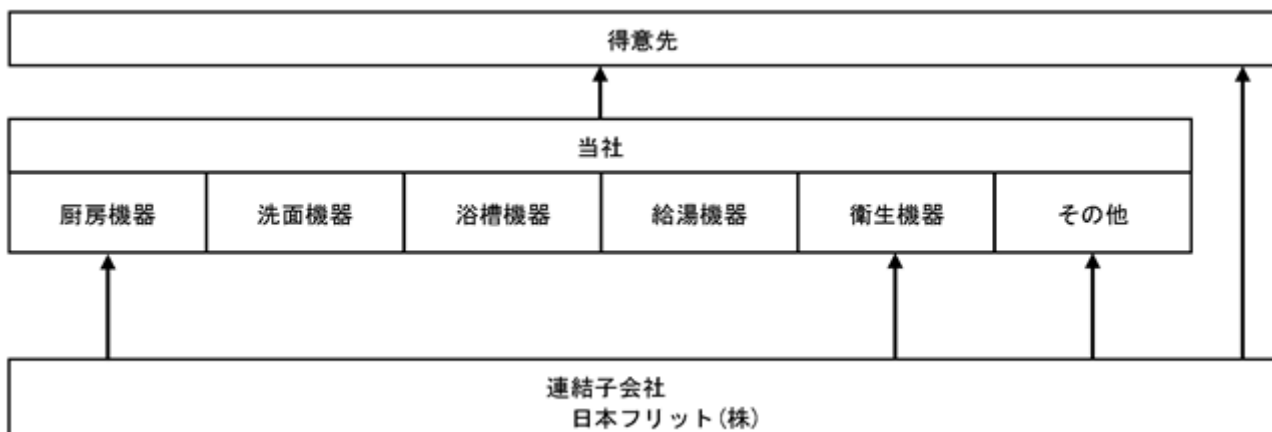 得意先
当社
厨房機器
洗面機器
浴槽機器
給湯機器
衛生機器
その他
連結子会社
日本フリット(株)